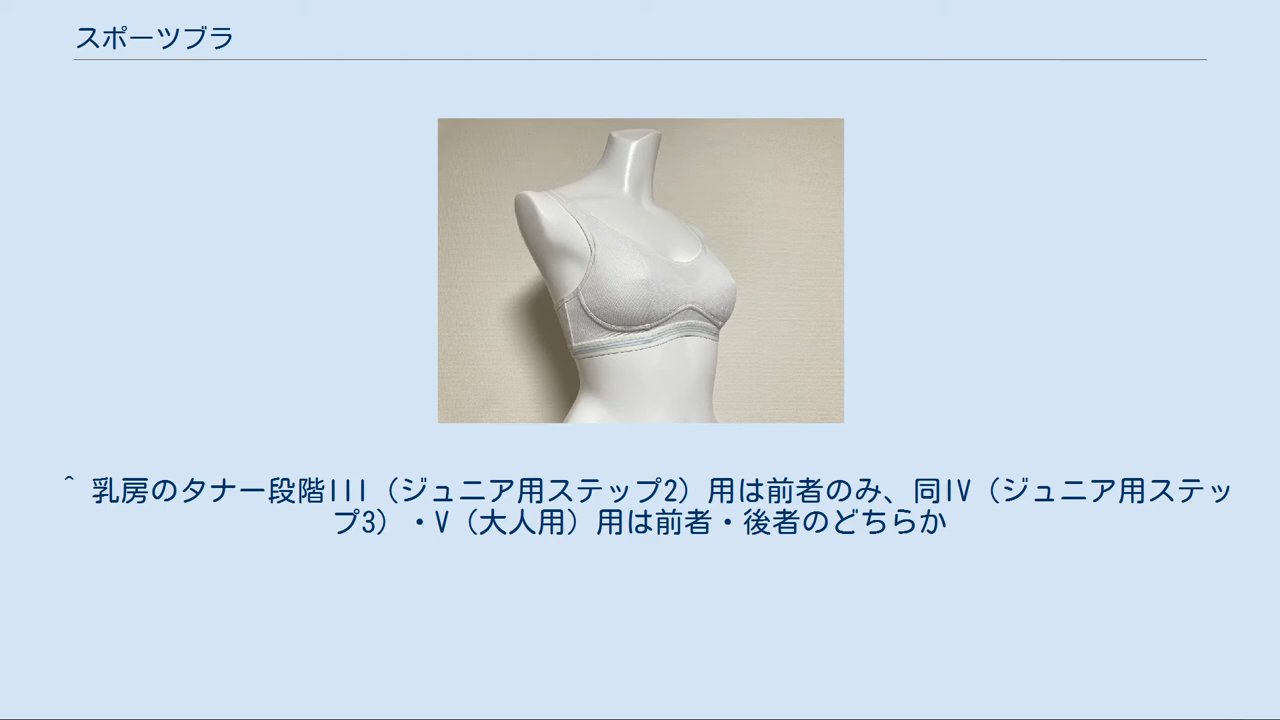 スポーツブラ
^ 乳房のタナー段階III（ジュニア用ステップ2）用は前者のみ、同IV（ジュニア用ステッ
プ3）・V（大人用）用は前者・後者のどちらか